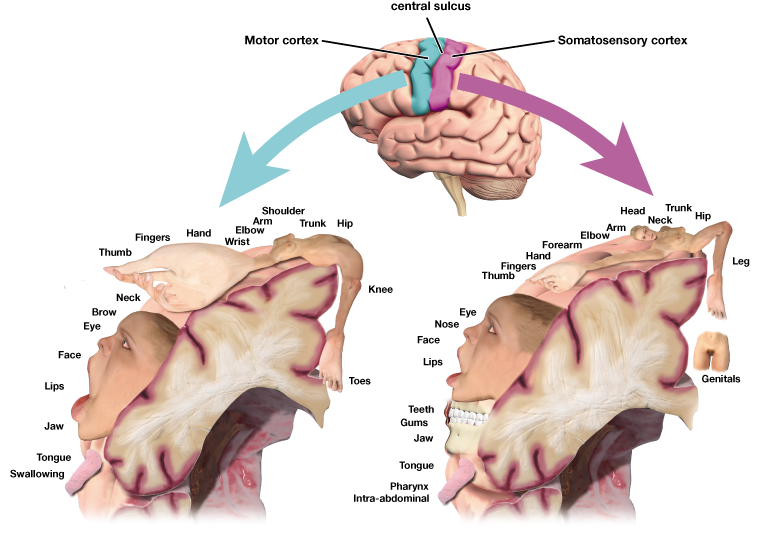 central sulcus
Motor cortex
Somatosensory cortex
Shoulder
Arm
Elbow
Wrist
Hand
Fingers
Thumb
Trunk
Hip
Knee
Toes
Neck
Brow
Eye
Face
Lips
Jaw
Tongue
Swallowing
Head
Neck
Trunk
Hip
Arm
Elbow
Forearm
Hand
Fingers
Thumb
Leg
Genitals
Eye
Nose
Face
Lips
Teeth
Gums
Jaw
Tongue
Pharynx
Intra-abdominal